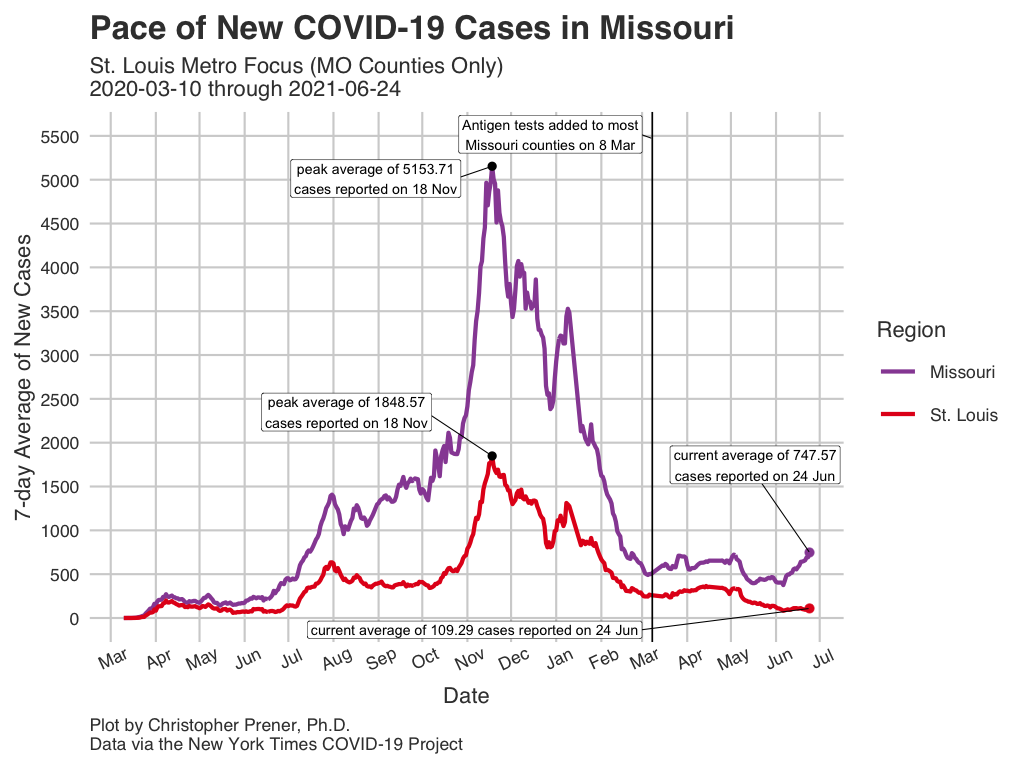 Pace of New COVID-19 Cases in Missouri
St. Louis Metro Focus (MO Counties Only)
2020-03-10 through 2021-06-24
7-day Average of New Cases
5500
5000
4500
4000
3500
3000
2500
2000
1500
1000
500
0
Antigen tests added to most
Missouri counties on 8 Mar
peak average of 5153.71
cases reported on 18 Nov
peak average of 1848.57
cases reported on 18 Nov
current average of 747.57
cases reported on 24 Jun
current average of 109.29 cases reported on 24 Jun
Mar Apr May Jun Jul Aug Sep Oct Nov Dec Jan Feb Mar Apr May Jun Jul
Date
Region
Missouri
St. Louis
Plot by Christopher Prener, Ph.D.
Data via the New York Times COVID-19 Project